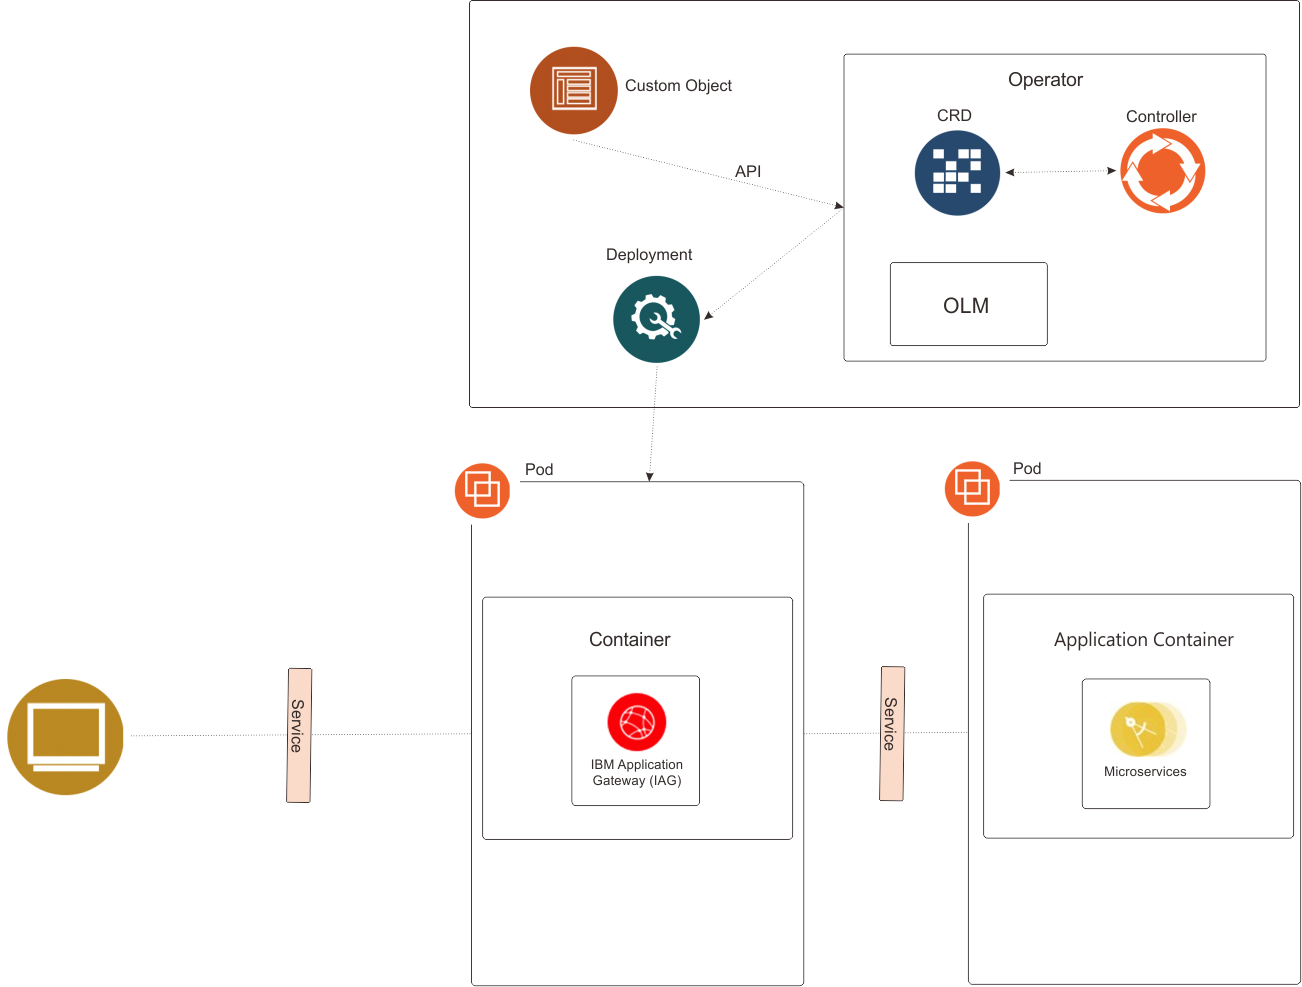 Custom Object
Operator
CRD
Controller
API
Deployment
OLM
Pod
Pod
Container
Application Container
Service
Service
IBM Application
Gateway (IAG)
Microservices